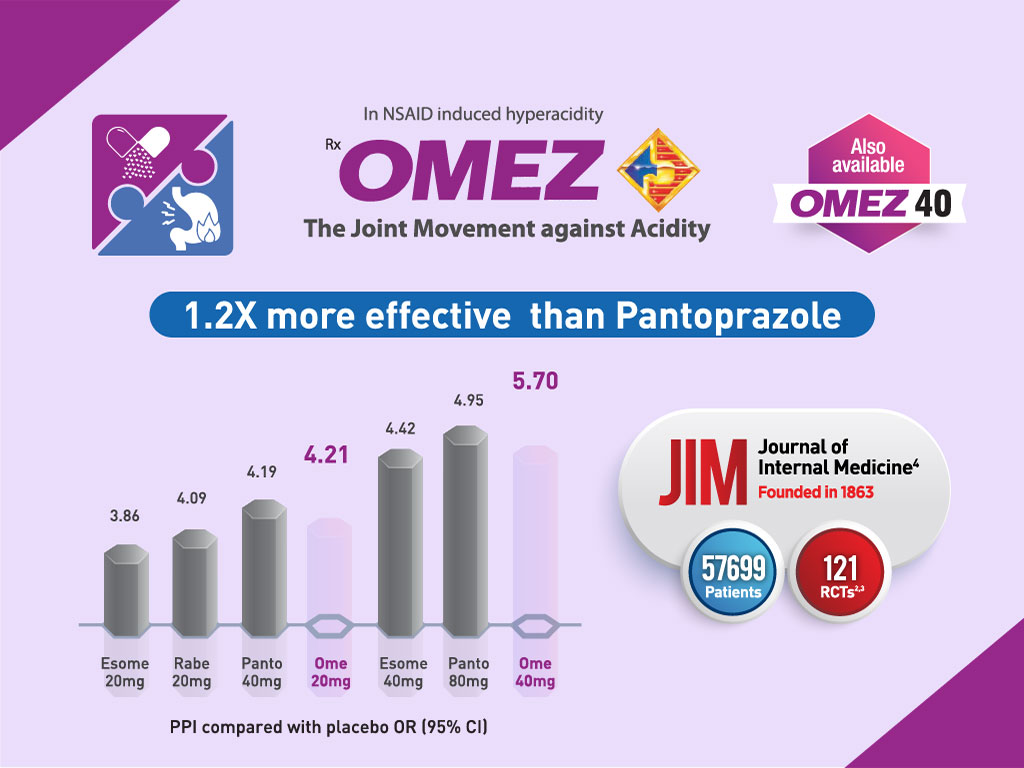 In NSAID induced hyperacidity
Rx OMEZ
The Joint Movement against Acidity
Also
available
OMEZ 40
1.2X more effective than Pantoprazole
3.86
4.09
4.19
4.21
4.42
4.95
5.70
Esome
20mg
Rabe
20mg
Panto
40mg
Ome
20mg
Esome
40mg
Panto
80mg
Ome
40mg
PPI compared with placebo OR (95% CI)
JIM
Journal of
Internal Medicine⁴
Founded in 1863
57699
Patients
121
RCTs²,³